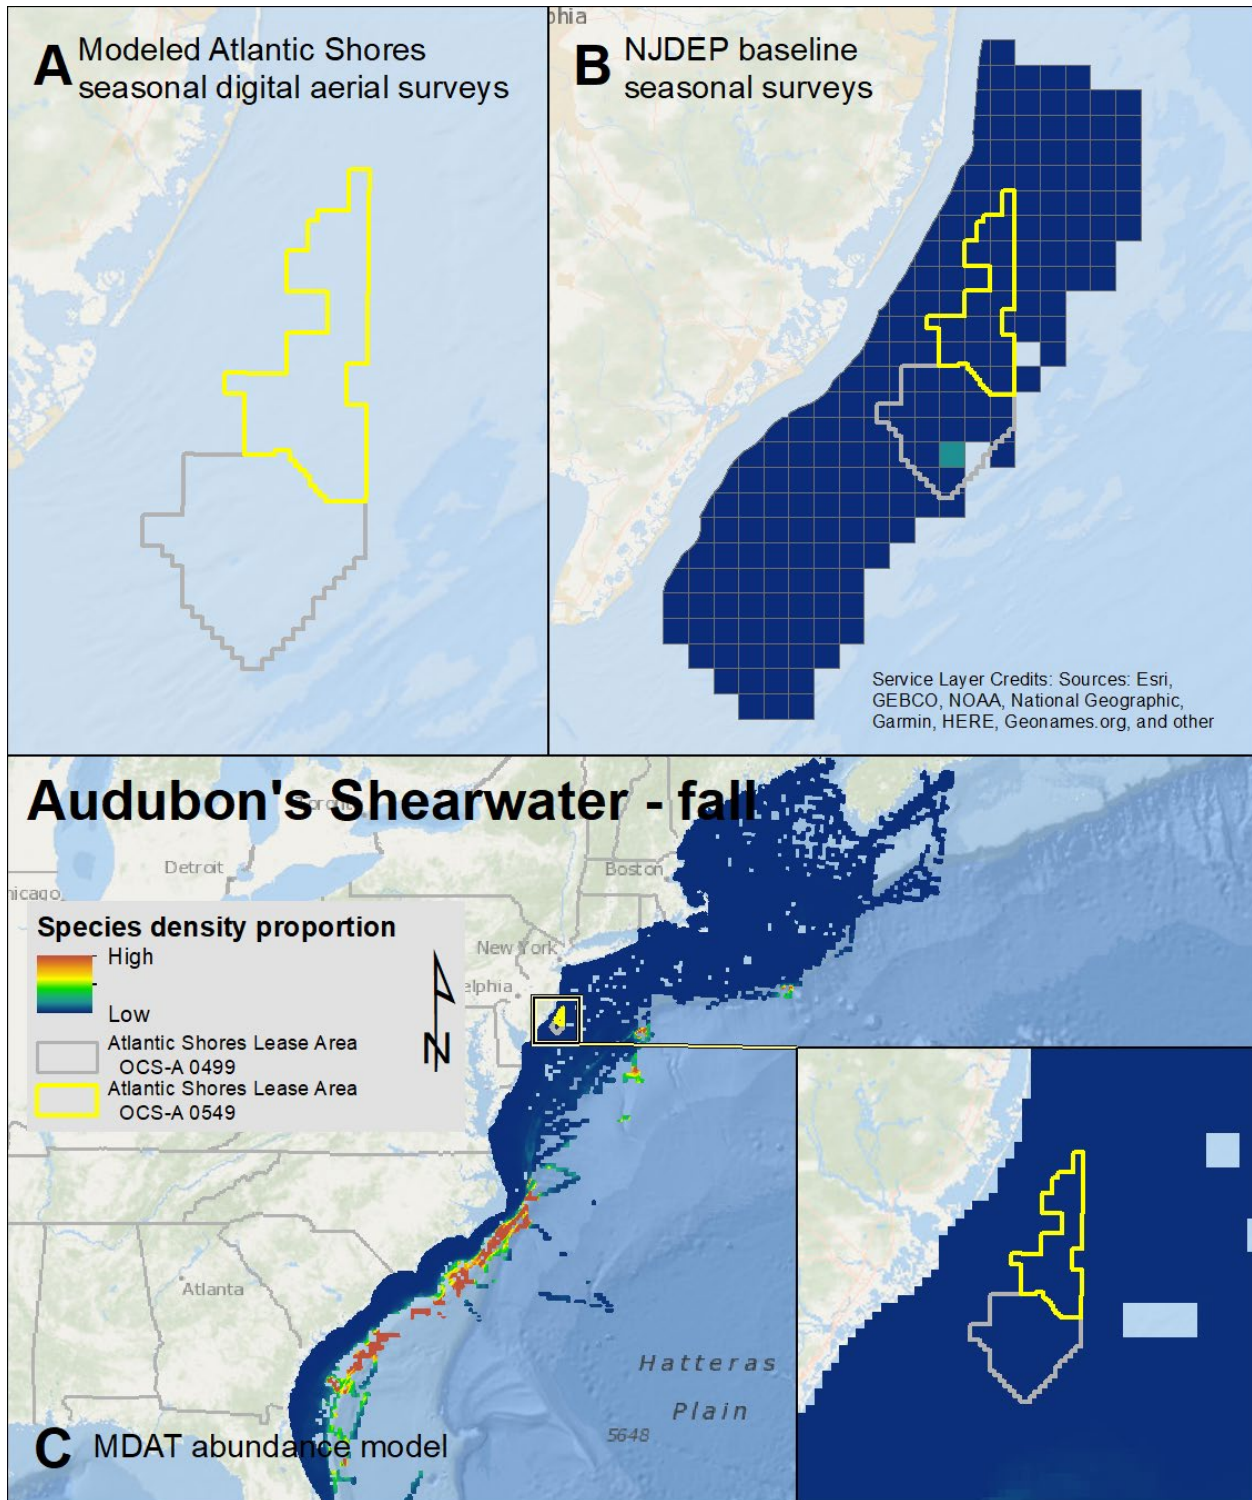 phia
A Modeled Atlantic Shores
seasonal digital aerial surveys
B NJDEP baseline
seasonal surveys
Service Layer Credits: Sources: Esri,
GEBCO, NOAA, National Geographic,
Garmin, HERE, Geonames.org, and other
Audubon's Shearwater - fall
Detroit
Boston
hicago
New York
elphia
Species density proportion
High
Low
Atlantic Shores Lease Area
OCS-A 0499
Atlantic Shores Lease Area
OCS-A 0549
N
Atlanta
Hatteras
Plain
5648
C MDAT abundance model